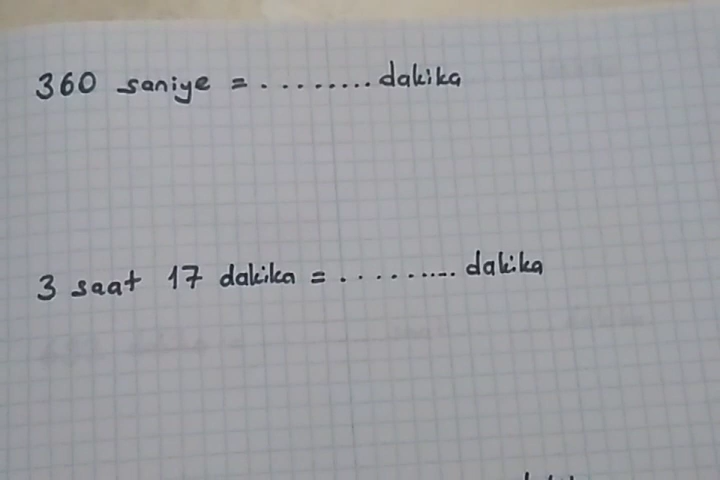 360 saniye = ........ dakika
3 saat 17 dakika = ......... dakika